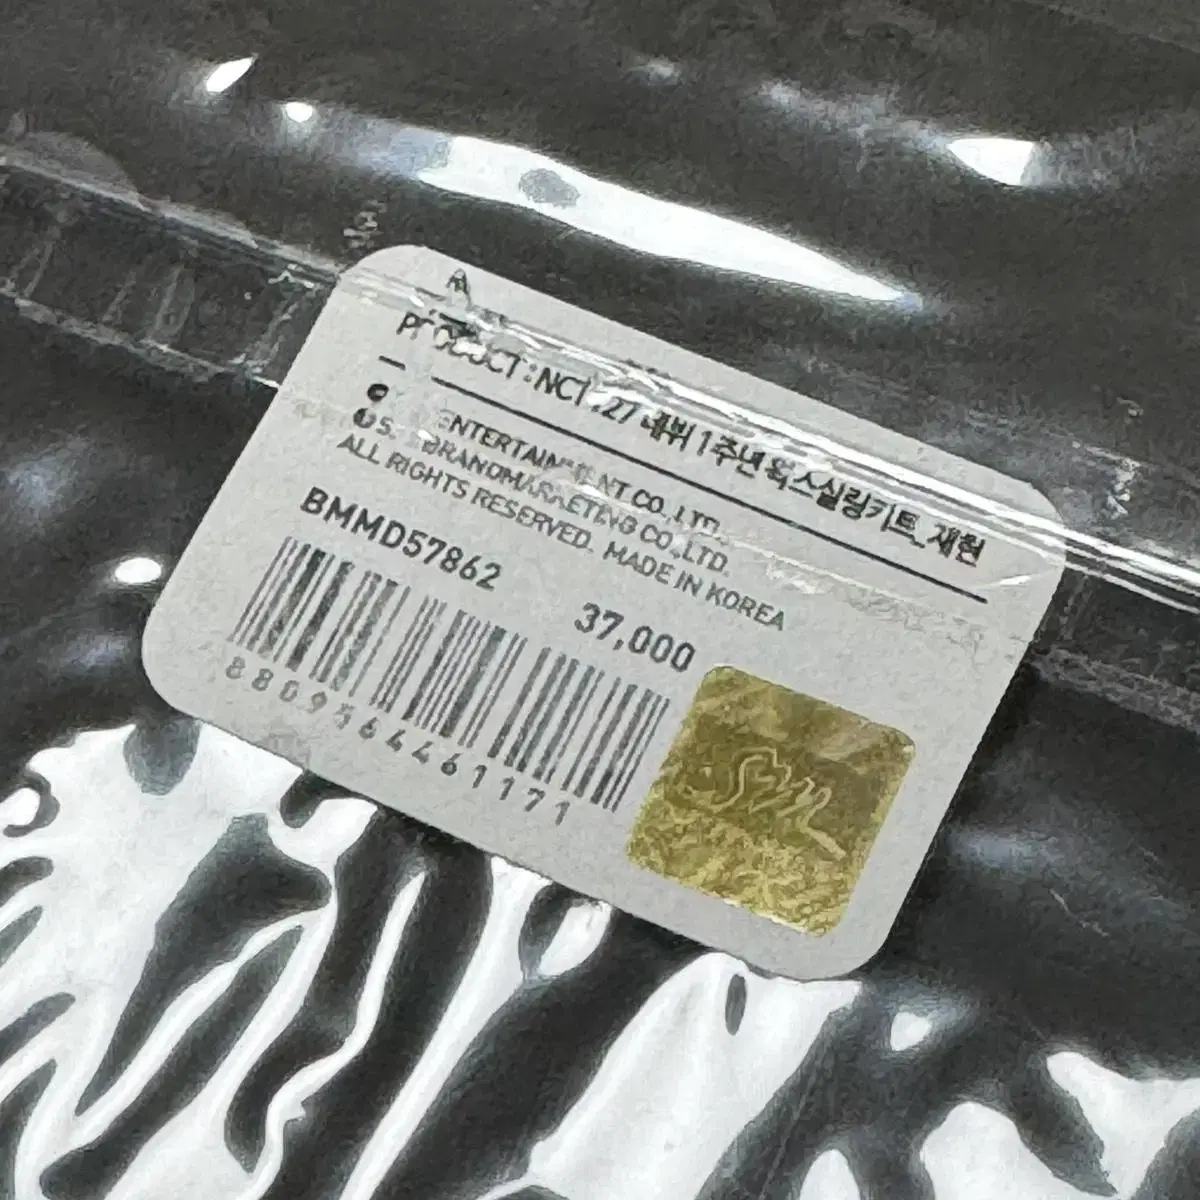 PRODUCT : NCT 127 데뷔 1주년 왁스실링키트_재현
ENTERTAINMENT CO., LTD.
BRANDMARKETING CO., LTD.
ALL RIGHTS RESERVED. MADE IN KOREA
BMMD57862
37,000
8809564461171
SM